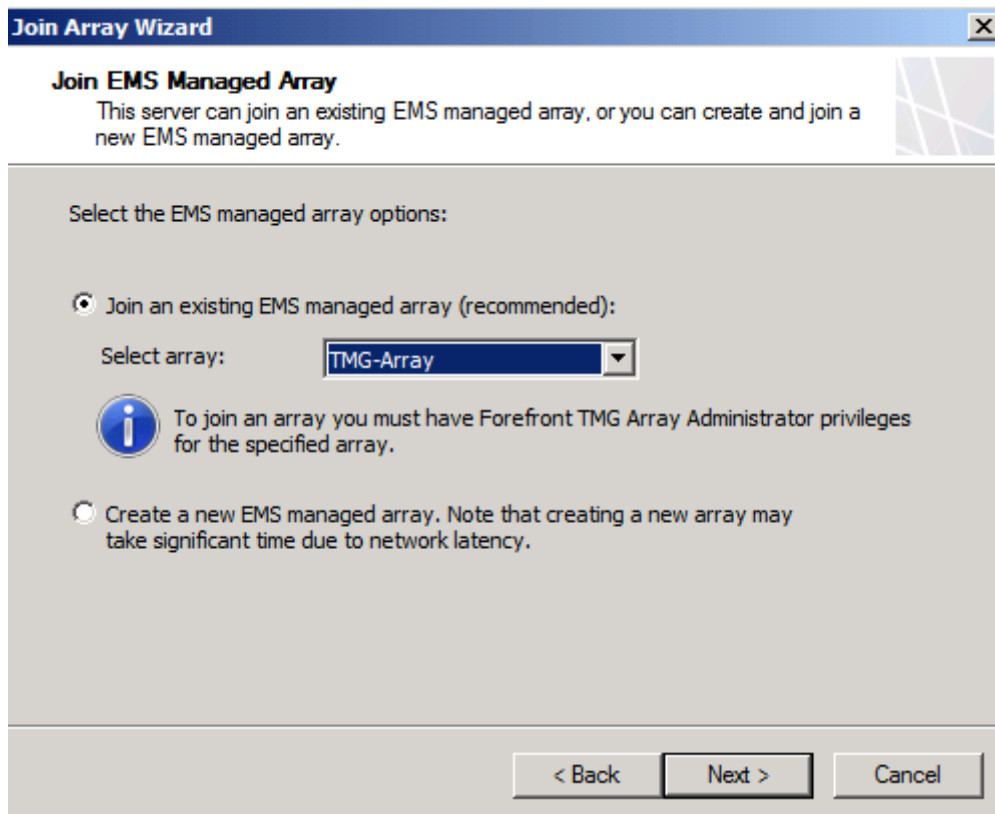 Join Array Wizard
Join EMS Managed Array
This server can join an existing EMS managed array, or you can create and join a
new EMS managed array.
Select the EMS managed array options:
Join an existing EMS managed array (recommended):
Select array:
TMG-Array
To join an array you must have Forefront TMG Array Administrator privileges
for the specified array.
Create a new EMS managed array. Note that creating a new array may
take significant time due to network latency.
< Back
Next >
Cancel